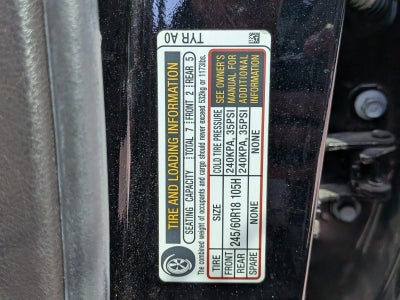 TIRE AND LOADING INFORMATION
SEATING CAPACITY TOTAL 7 FRONT 2 REAR 5
The combined weight of occupants and cargo should never exceed 532kg or 1173lbs.
TIRE SIZE COLD TIRE PRESSURE
FRONT 245/60R18 105H 240KPA, 35PSI
REAR 240KPA, 35PSI
SPARE NONE NONE
SEE OWNER'S
MANUAL FOR
ADDITIONAL
INFORMATION
TYR A0